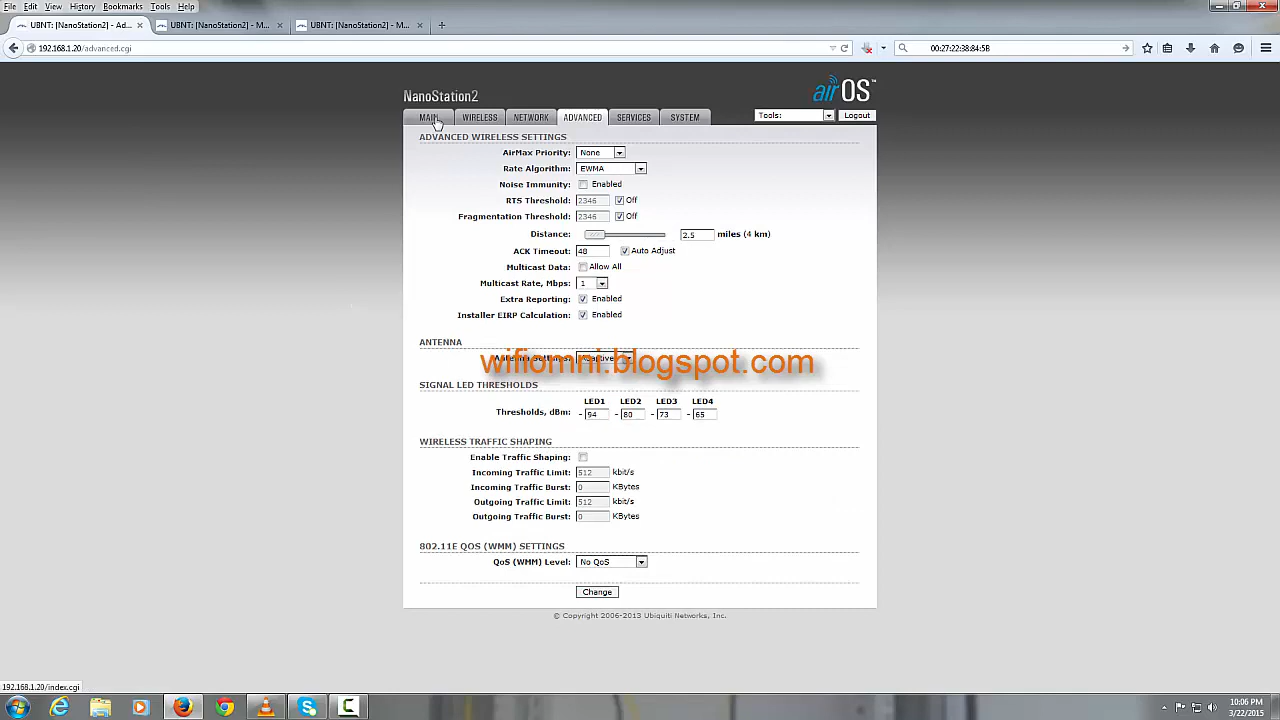 File Edit View History Bookmarks Tools Help
UBNT: [NanoStation2] - Ad... × UBNT: [NanoStation2] - M... × UBNT: [NanoStation2] - M... × +
192.168.1.20/advanced.cgi 00:27:22:38:84:5B
NanoStation2 airOS™
MAIN WIRELESS NETWORK ADVANCED SERVICES SYSTEM Tools: Logout
ADVANCED WIRELESS SETTINGS
AirMax Priority: None
Rate Algorithm: EWMA
Noise Immunity: Enabled
RTS Threshold: 2346 Off
Fragmentation Threshold: 2346 Off
Distance: 2.5 miles (4 km)
ACK Timeout: 48 Auto Adjust
Multicast Data: Allow All
Multicast Rate, Mbps: 1
Extra Reporting: Enabled
Installer EIRP Calculation: Enabled
ANTENNA
Antenna Settings: Adaptive
wifiomni.blogspot.com
SIGNAL LED THRESHOLDS
LED1 LED2 LED3 LED4
Thresholds, dBm: - 94 - 80 - 73 - 65
WIRELESS TRAFFIC SHAPING
Enable Traffic Shaping:
Incoming Traffic Limit: 512 kbit/s
Incoming Traffic Burst: 0 KBytes
Outgoing Traffic Limit: 512 kbit/s
Outgoing Traffic Burst: 0 KBytes
802.11E QOS (WMM) SETTINGS
QoS (WMM) Level: No QoS
Change
© Copyright 2006-2013 Ubiquiti Networks, Inc.
192.168.1.20/index.cgi
10:06 PM
3/22/2015